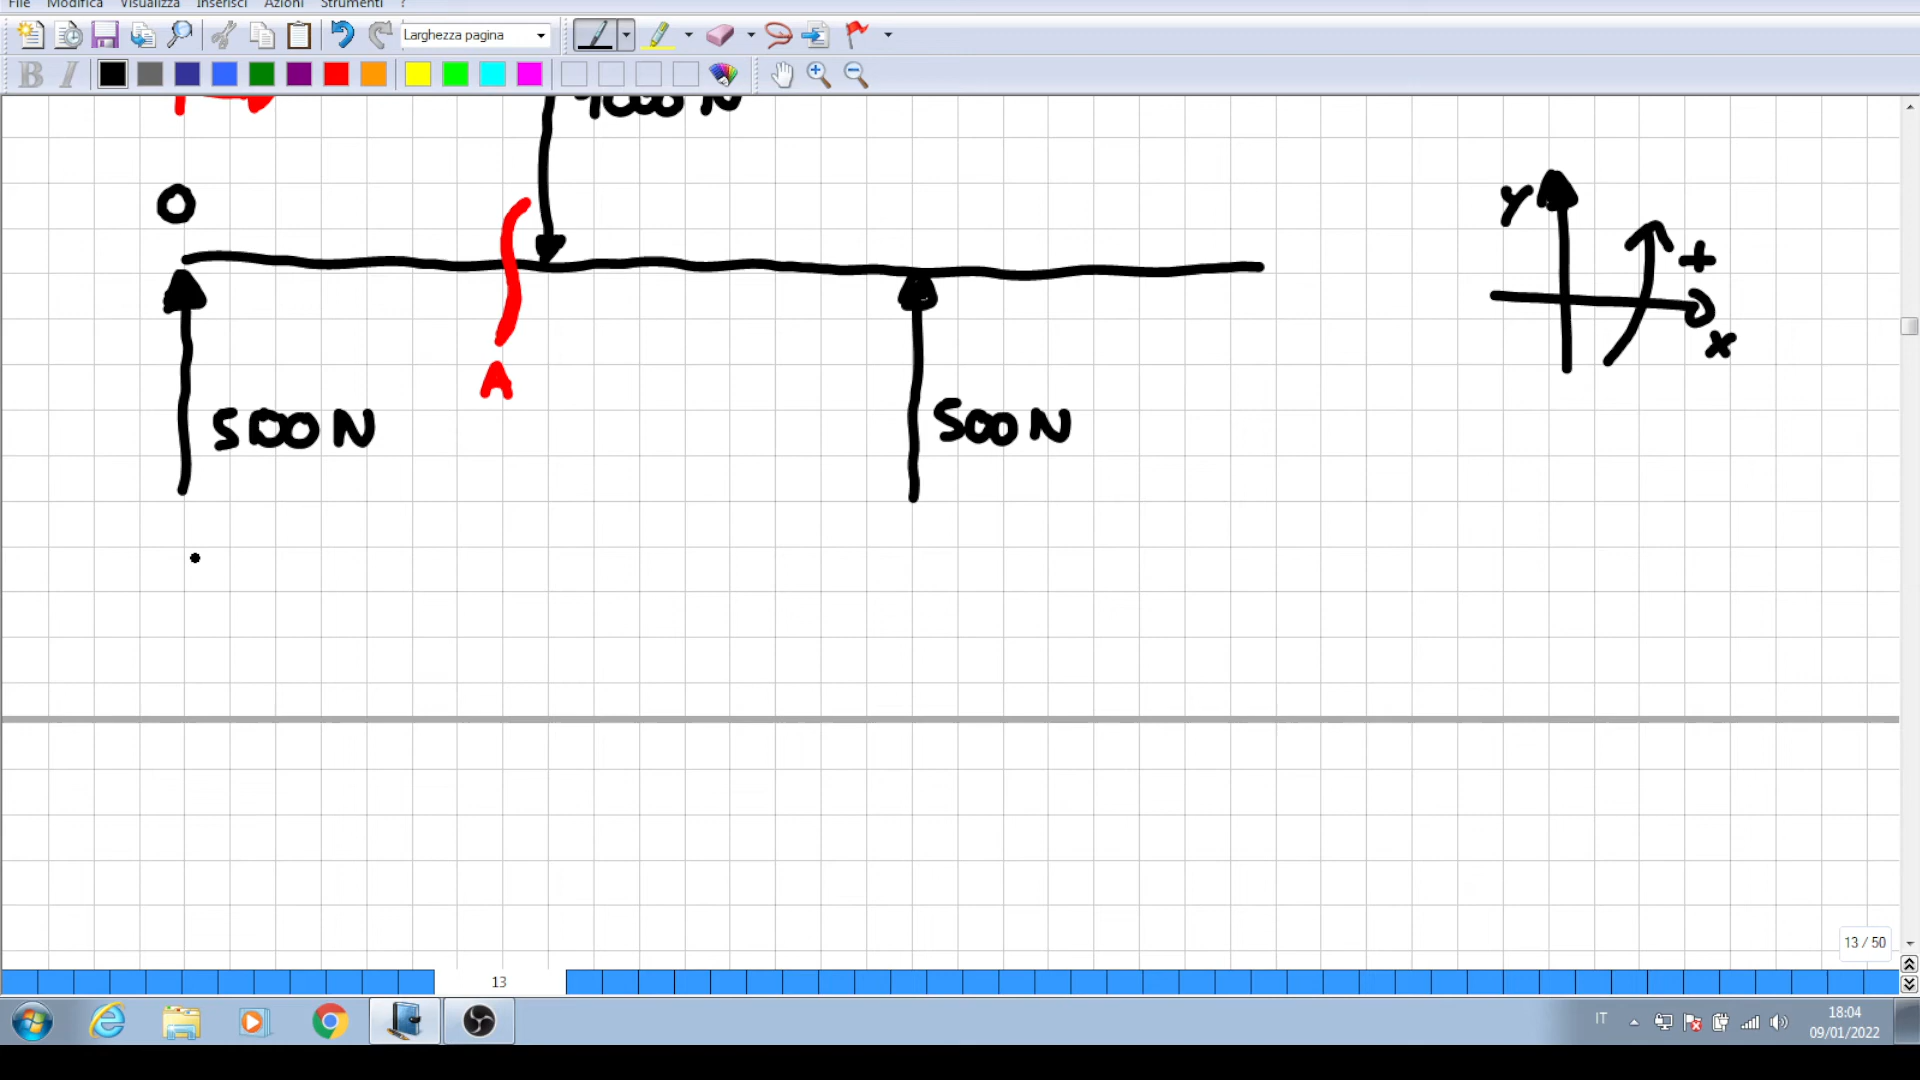 File Modifica Visualizza Inserisci Azioni Strumenti ?
Larghezza pagina
B I
1000 N
O
y
+
x
A
500 N
500 N
13 / 50
13
IT
18:04
09/01/2022